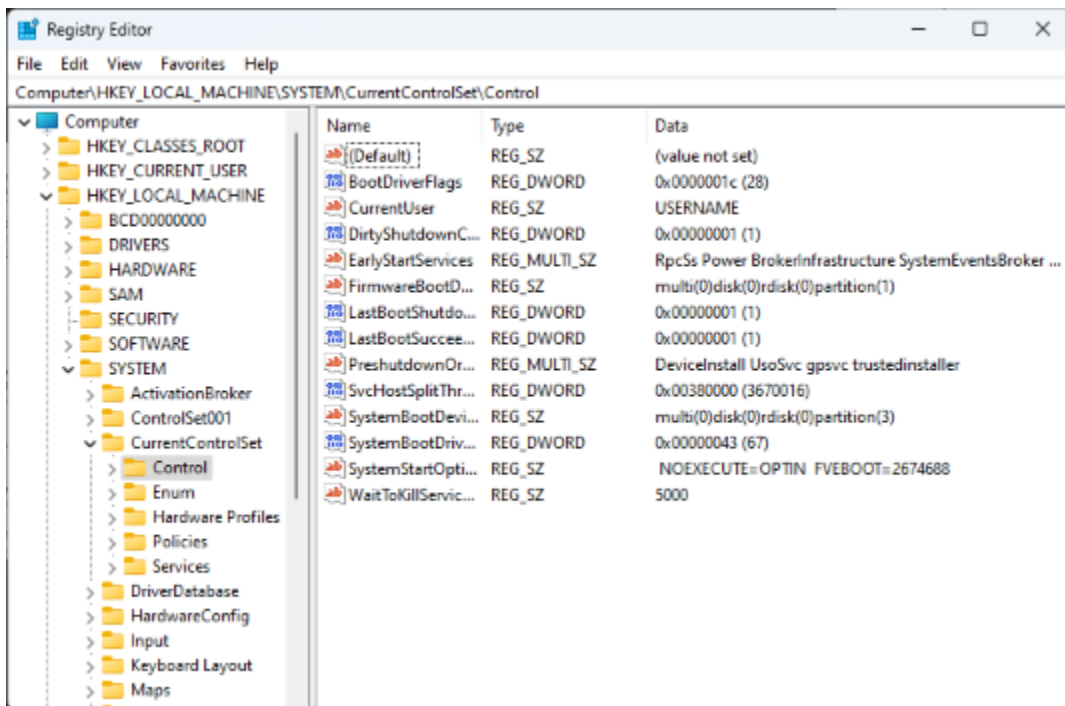 Registry Editor
File Edit View Favorites Help
Computer\HKEY_LOCAL_MACHINE\SYSTEM\CurrentControlSet\Control
Computer
HKEY_CLASSES_ROOT
HKEY_CURRENT_USER
HKEY_LOCAL_MACHINE
BCD00000000
DRIVERS
HARDWARE
SAM
SECURITY
SOFTWARE
SYSTEM
ActivationBroker
ControlSet001
CurrentControlSet
Control
Enum
Hardware Profiles
Policies
Services
DriverDatabase
HardwareConfig
Input
Keyboard Layout
Maps
Name Type Data
(Default) REG_SZ (value not set)
BootDriverFlags REG_DWORD 0x0000001c (28)
CurrentUser REG_SZ USERNAME
DirtyShutdownC... REG_DWORD 0x00000001 (1)
EarlyStartServices REG_MULTI_SZ RpcSs Power BrokerInfrastructure SystemEventsBroker ...
FirmwareBootD... REG_SZ multi(0)disk(0)rdisk(0)partition(1)
LastBootShutdo... REG_DWORD 0x00000001 (1)
LastBootSuccee... REG_DWORD 0x00000001 (1)
PreshutdownOr... REG_MULTI_SZ DeviceInstall UsoSvc gpsvc trustedinstaller
SvcHostSplitThr... REG_DWORD 0x00380000 (3670016)
SystemBootDevi... REG_SZ multi(0)disk(0)rdisk(0)partition(3)
SystemBootDriv... REG_DWORD 0x00000043 (67)
SystemStartOpti... REG_SZ NOEXECUTE=OPTIN FVEBOOT=2674688
WaitToKillServic... REG_SZ 5000